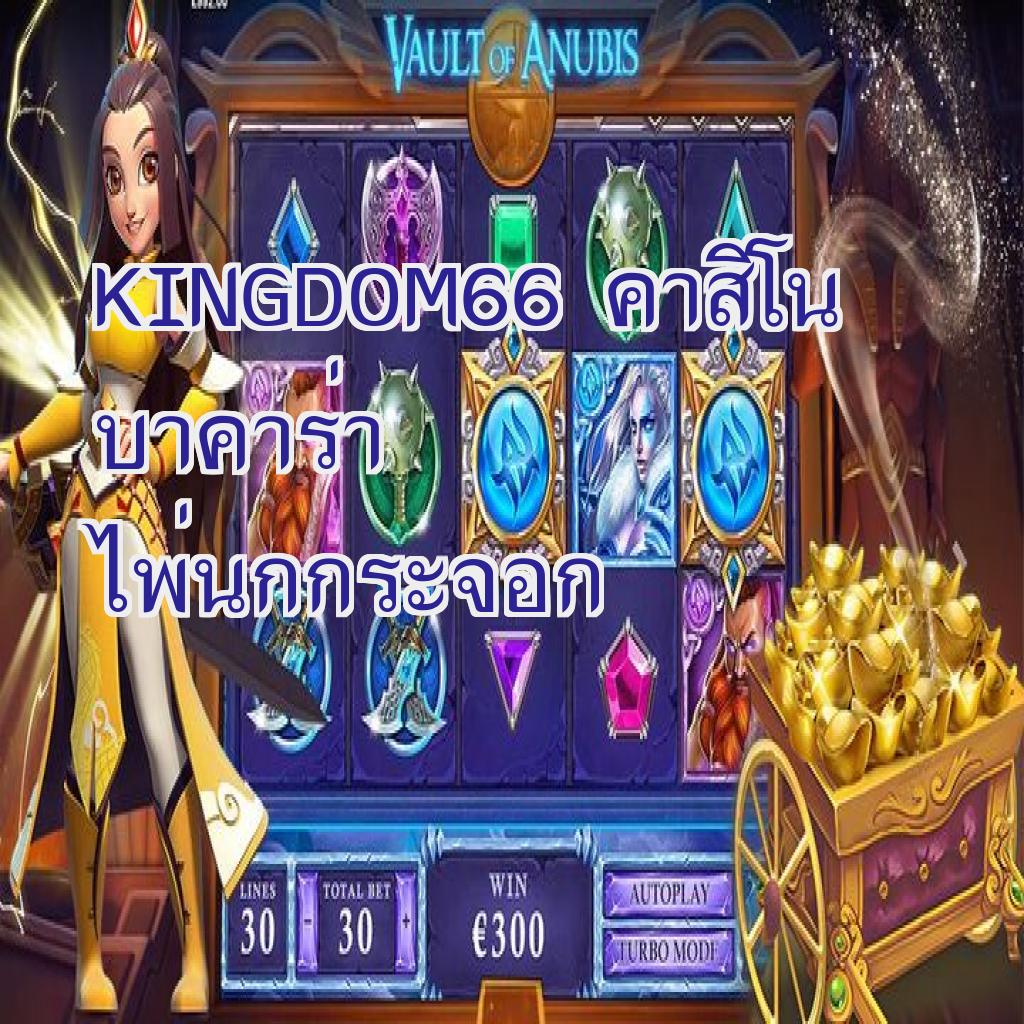 VAULT OF ANUBIS
KINGDOM66 คาสิโน
บาคาร่า
ไพ่นกกระจอก
LINES
30
TOTAL BET
- 30 +
WIN
€300
AUTOPLAY
TURBO MODE